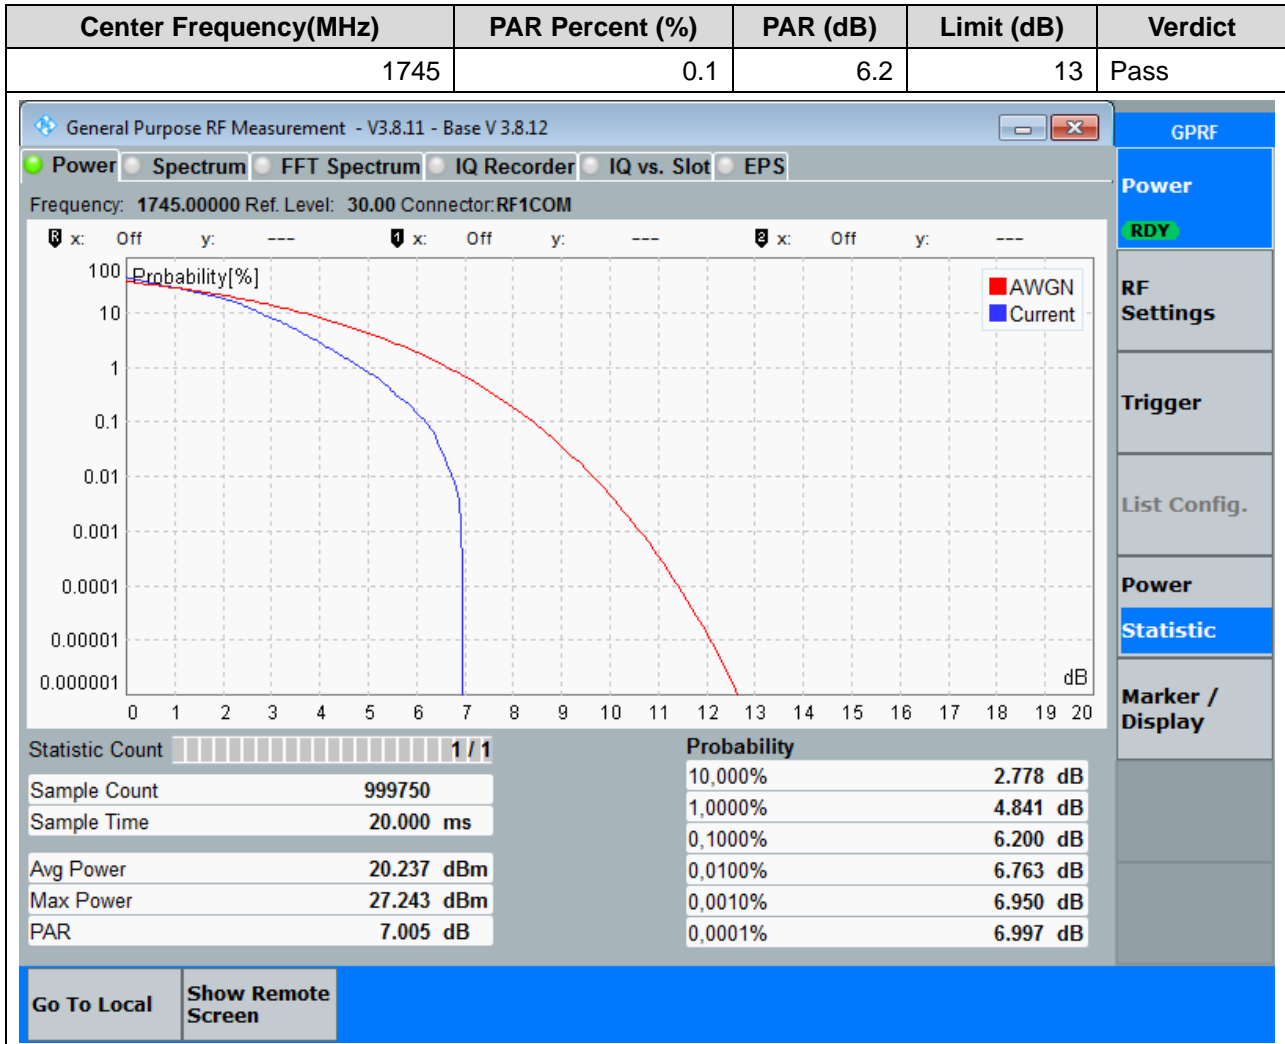 Center Frequency(MHz) PAR Percent (%) PAR (dB) Limit (dB) Verdict
1745 0.1 6.2 13 Pass
General Purpose RF Measurement - V3.8.11 - Base V 3.8.12
GPRF
Power Spectrum FFT Spectrum IQ Recorder IQ vs. Slot EPS
Frequency: 1745.00000 Ref. Level: 30.00 Connector:RF1COM
R x: Off y: --- 1 x: Off y: --- 2 x: Off y: ---
Probability[%]
AWGN
Current
100
10
1
0.1
0.01
0.001
0.0001
0.00001
0.000001
dB
0 1 2 3 4 5 6 7 8 9 10 11 12 13 14 15 16 17 18 19 20
Statistic Count 1 / 1
Sample Count 999750
Sample Time 20.000 ms
Avg Power 20.237 dBm
Max Power 27.243 dBm
PAR 7.005 dB
Probability
10,000% 2.778 dB
1,0000% 4.841 dB
0,1000% 6.200 dB
0,0100% 6.763 dB
0,0010% 6.950 dB
0,0001% 6.997 dB
Power
RDY
RF
Settings
Trigger
List Config.
Power
Statistic
Marker /
Display
Go To Local
Show Remote
Screen